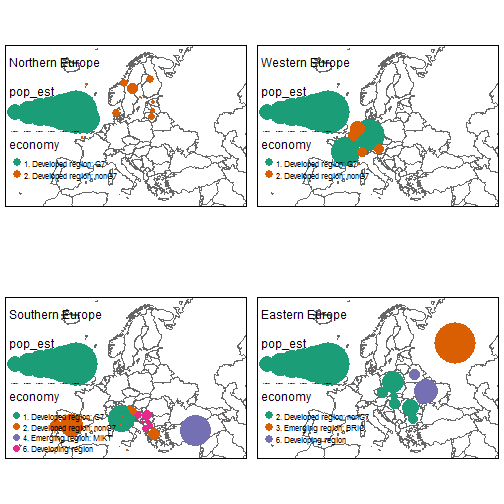 Northern Europe
pop_est
economy
1. Developed region: G7
2. Developed region: nonG7
Western Europe
pop_est
economy
1. Developed region: G7
2. Developed region: nonG7
Southern Europe
pop_est
economy
1. Developed region: G7
2. Developed region: nonG7
4. Emerging region: MIKT
6. Developing region
Eastern Europe
pop_est
economy
2. Developed region: nonG7
3. Emerging region: BRIC
6. Developing region